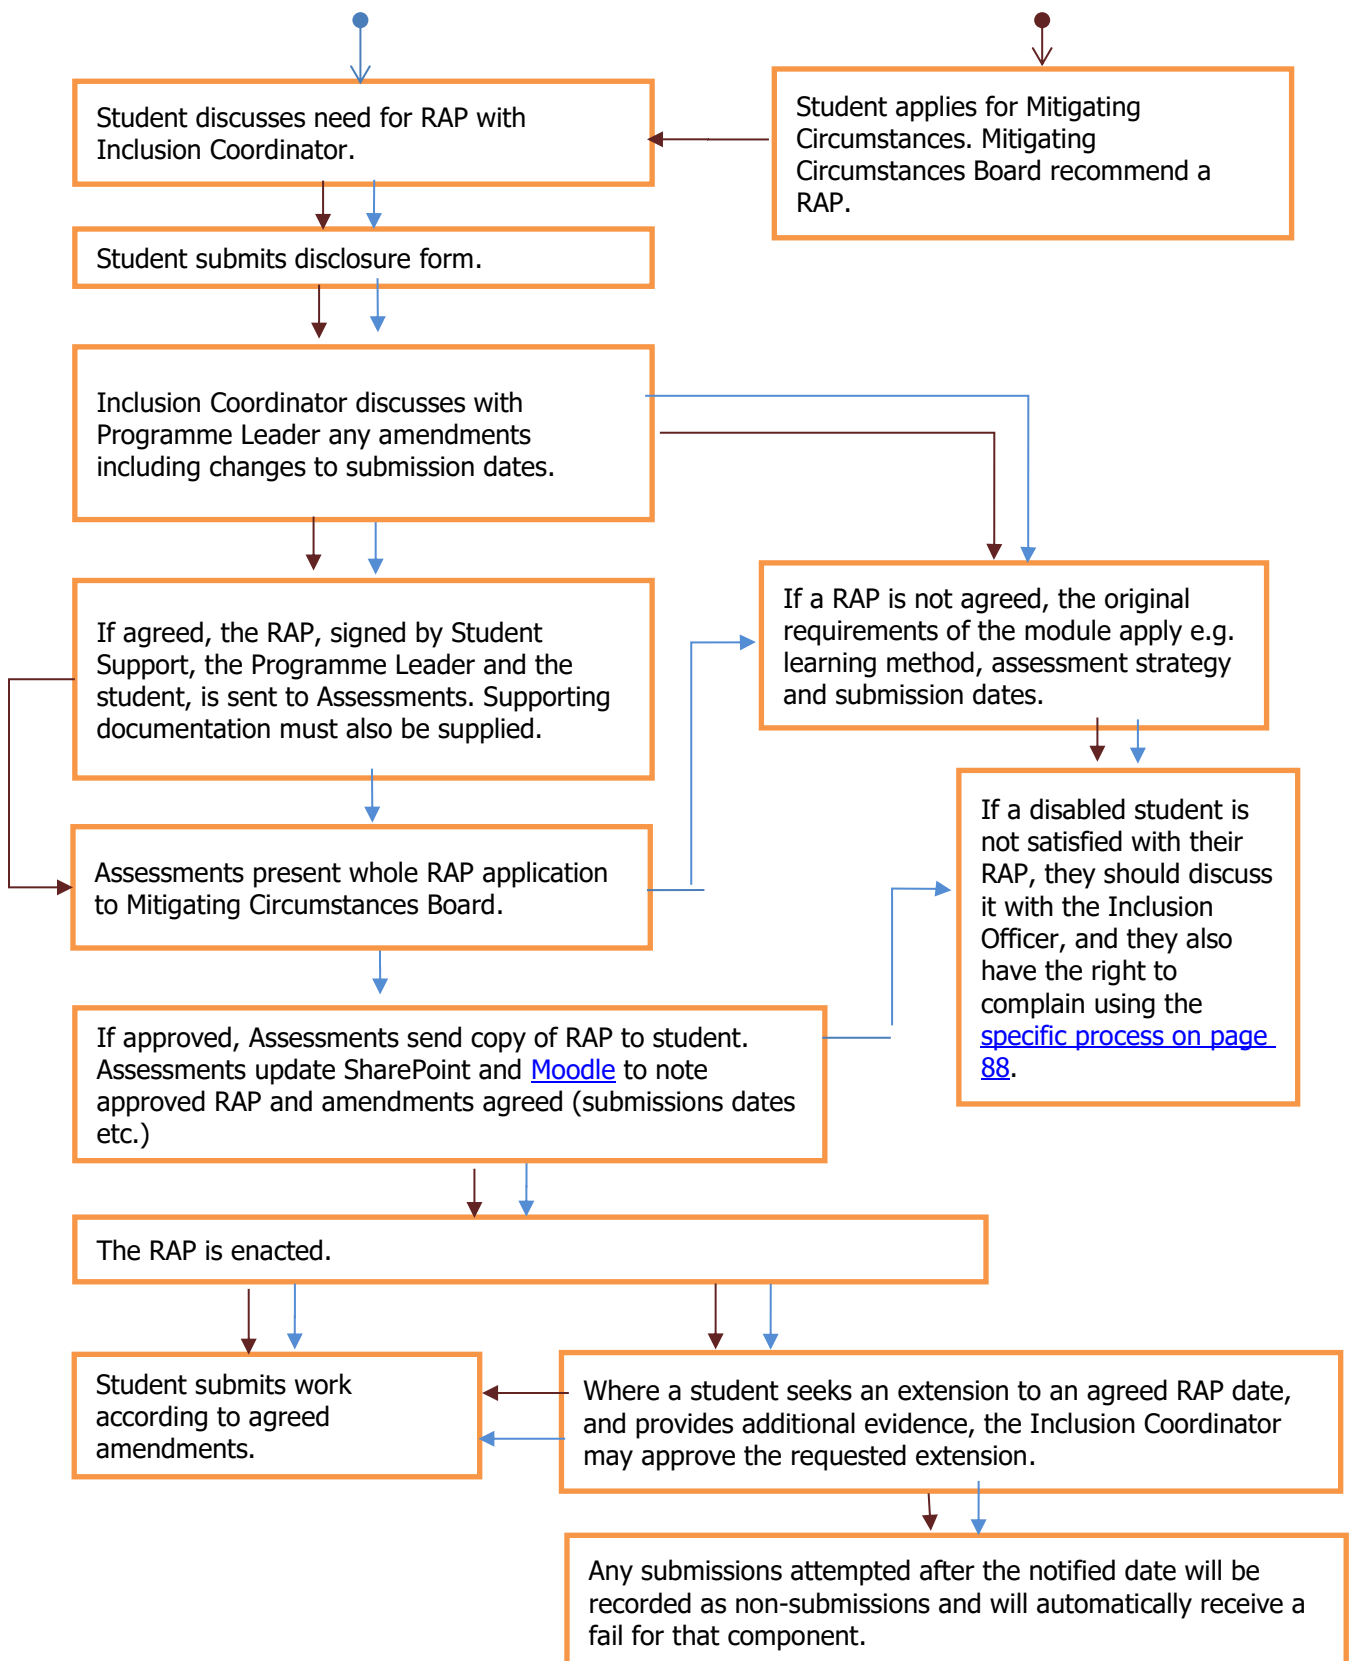 Student discusses need for RAP with
Inclusion Coordinator.
Student applies for Mitigating
Circumstances. Mitigating
Circumstances Board recommend a
RAP.
Student submits disclosure form.
Inclusion Coordinator discusses with
Programme Leader any amendments
including changes to submission dates.
If agreed, the RAP, signed by Student
Support, the Programme Leader and the
student, is sent to Assessments. Supporting
documentation must also be supplied.
If a RAP is not agreed, the original
requirements of the module apply e.g.
learning method, assessment strategy
and submission dates.
Assessments present whole RAP application
to Mitigating Circumstances Board.
If a disabled student is
not satisfied with their
RAP, they should discuss
it with the Inclusion
Officer, and they also
have the right to
complain using the
specific process on page
88.
If approved, Assessments send copy of RAP to student.
Assessments update SharePoint and Moodle to note
approved RAP and amendments agreed (submissions dates
etc.)
The RAP is enacted.
Student submits work
according to agreed
amendments.
Where a student seeks an extension to an agreed RAP date,
and provides additional evidence, the Inclusion Coordinator
may approve the requested extension.
Any submissions attempted after the notified date will be
recorded as non-submissions and will automatically receive a
fail for that component.